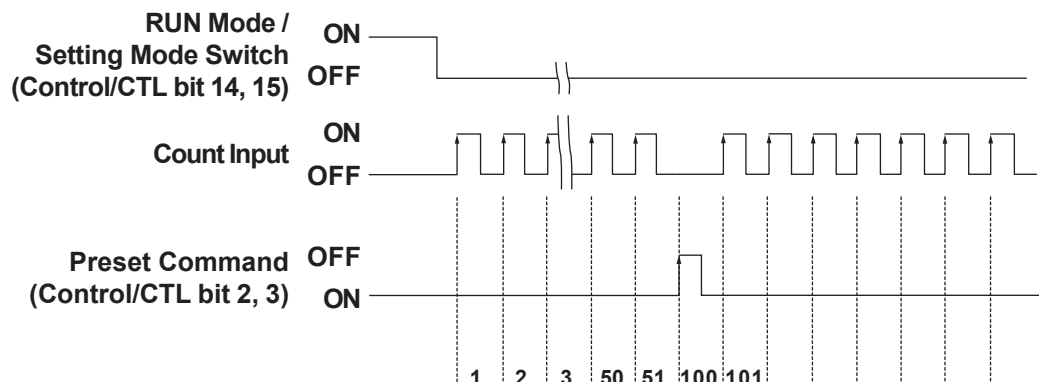 RUN Mode /
Setting Mode Switch
(Control/CTL bit 14, 15)
ON
OFF
Count Input
ON
OFF
Preset Command
(Control/CTL bit 2, 3)
OFF
ON
1 2 3 50 51 100 101